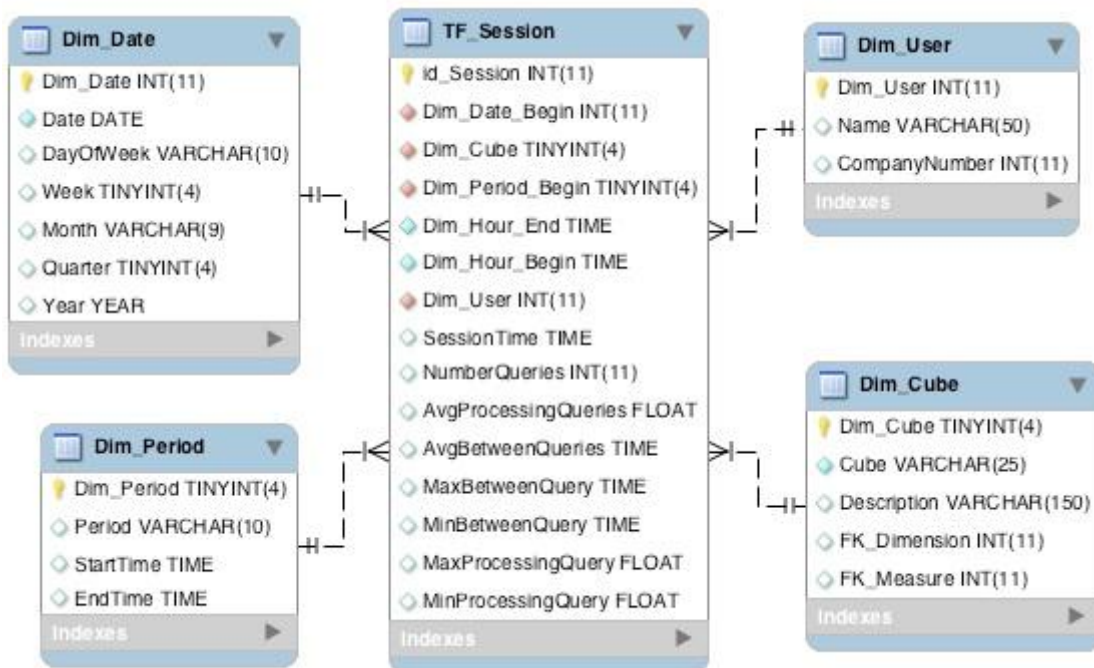 Dim_Date
Dim_Date INT(11)
Date DATE
DayOfWeek VARCHAR(10)
Week TINYINT(4)
Month VARCHAR(9)
Quarter TINYINT(4)
Year YEAR
Indexes
Dim_Period
Dim_Period TINYINT(4)
Period VARCHAR(10)
StartTime TIME
EndTime TIME
Indexes
TF_Session
id_Session INT(11)
Dim_Date_Begin INT(11)
Dim_Cube TINYINT(4)
Dim_Period_Begin TINYINT(4)
Dim_Hour_End TIME
Dim_Hour_Begin TIME
Dim_User INT(11)
SessionTime TIME
NumberQueries INT(11)
AvgProcessingQueries FLOAT
AvgBetweenQueries TIME
MaxBetweenQuery TIME
MinBetweenQuery TIME
MaxProcessingQuery FLOAT
MinProcessingQuery FLOAT
Indexes
Dim_User
Dim_User INT(11)
Name VARCHAR(50)
CompanyNumber INT(11)
Indexes
Dim_Cube
Dim_Cube TINYINT(4)
Cube VARCHAR(25)
Description VARCHAR(150)
FK_Dimension INT(11)
FK_Measure INT(11)
Indexes